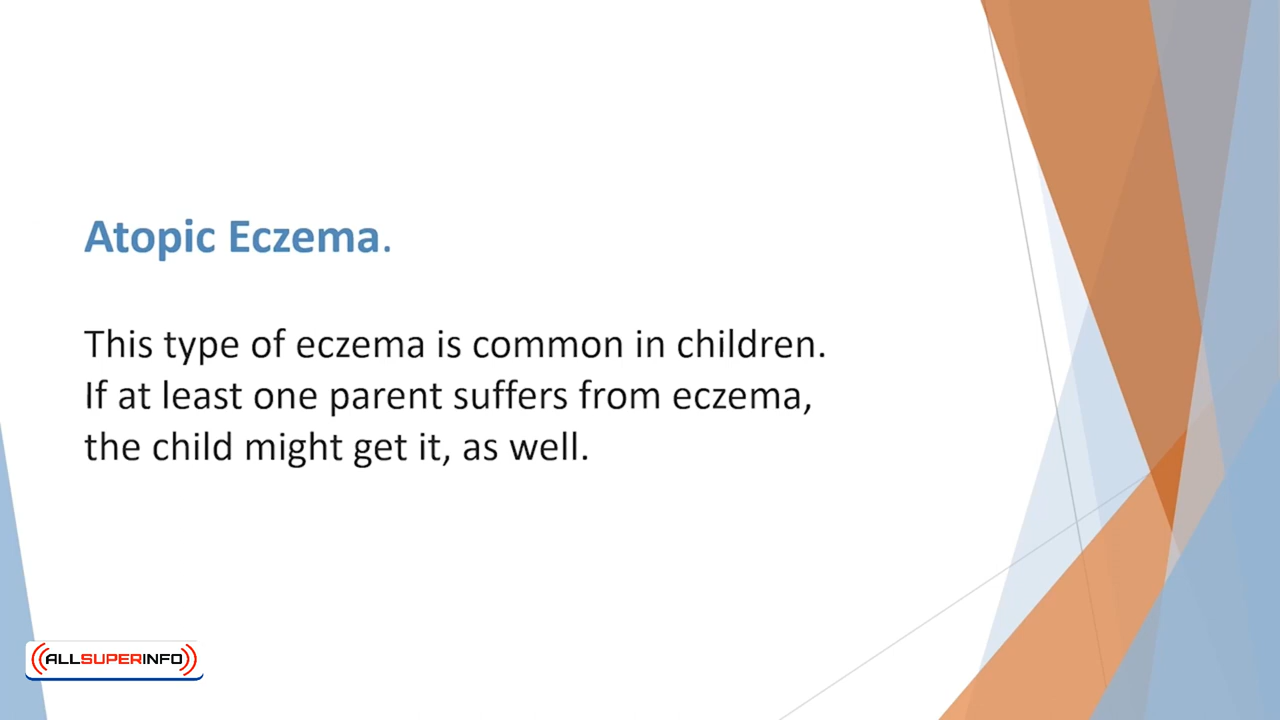 Atopic Eczema.
This type of eczema is common in children.
If at least one parent suffers from eczema,
the child might get it, as well.
ALLSUPERINFO